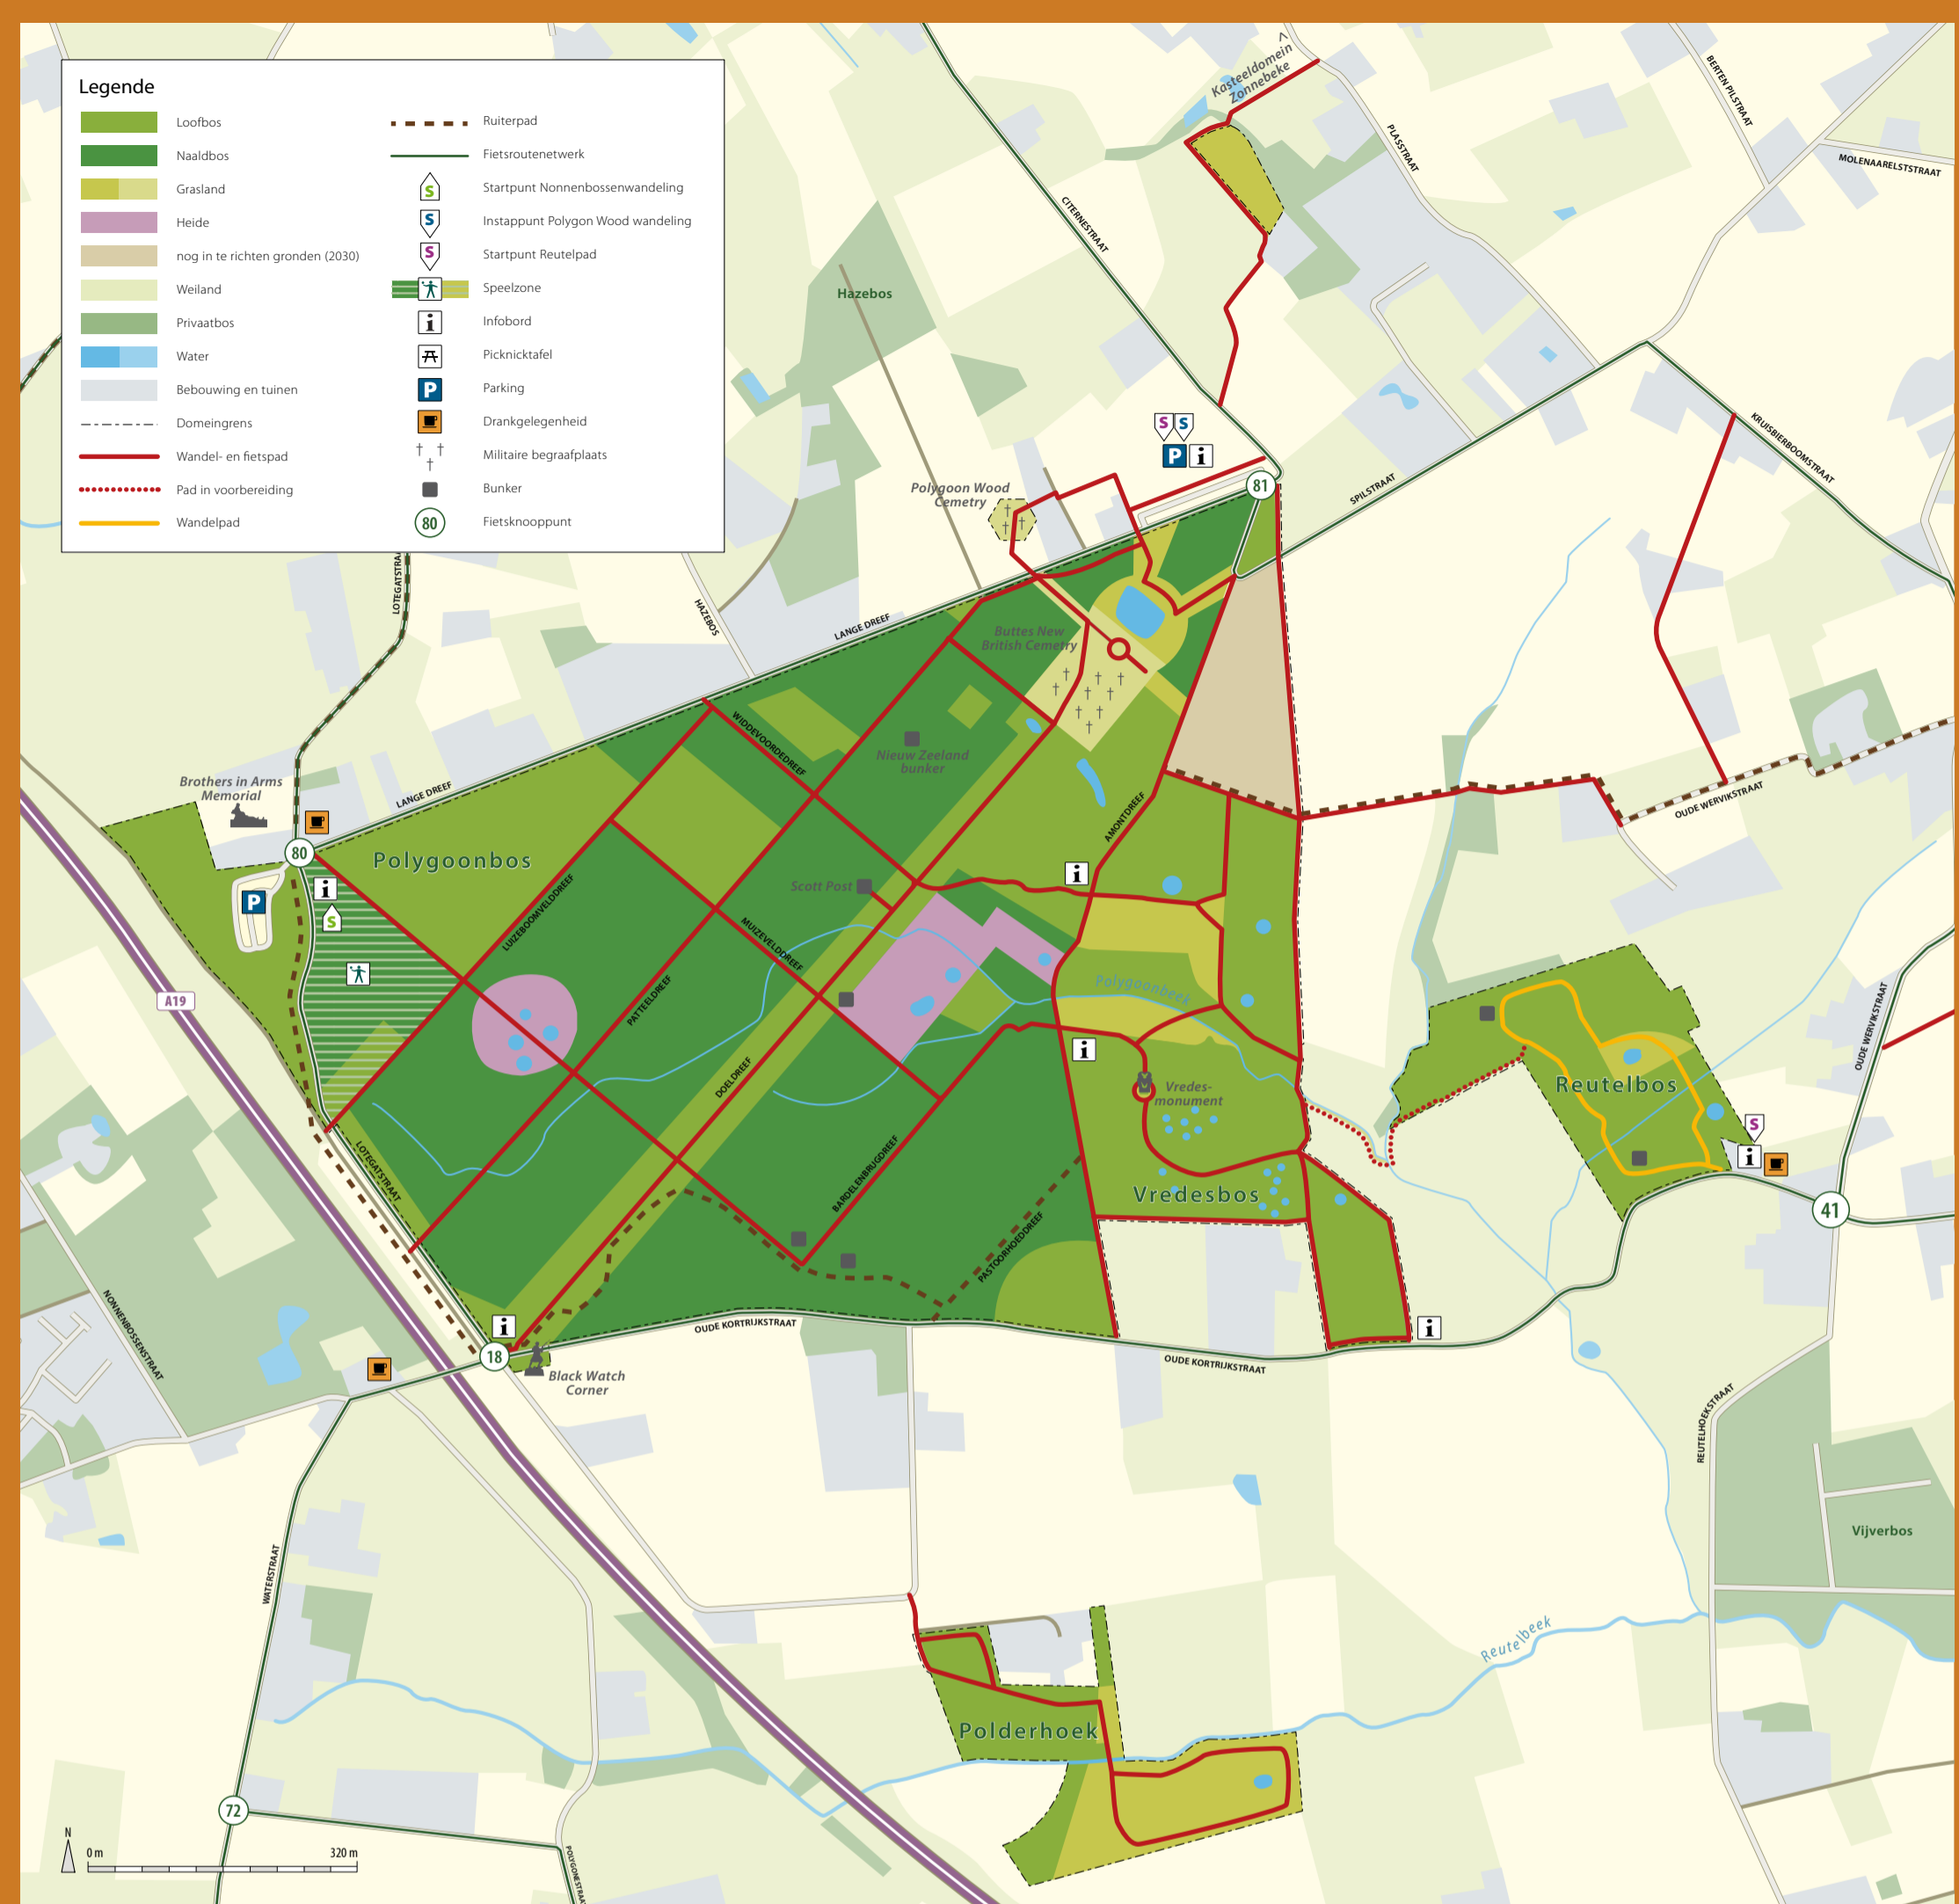 Legende
Loofbos
Naaldbos
Grasland
Heide
nog in te richten gronden (2030)
Weiland
Privaatbos
Water
Bebouwing en tuinen
Domeingrens
Wandel- en fietspad
Pad in voorbereiding
Wandelpad
Ruiterpad
Fietsroutenetwerk
S
Startpunt Nonnenbossenwandeling
S
Instappunt Polygon Wood wandeling
S
Startpunt Reutelpad
Speelzone
i
Infobord
Picknicktafel
P
Parking
Drankgelegenheid
Militaire begraafplaats
Bunker
80
Fietsknooppunt
Kasteeldomein
Zonnebeke
>
BERTEN PILSTRAAT
PLASSTRAAT
MOLENAARELSTSTRAAT
CITERNESTRAAT
Hazebos
KRUISBIERBOOMSTRAAT
S S
P i
81
SPILSTRAAT
Polygoon Wood
Cemetry
LOTEGATSTRAAT
HAZEBOS
LANGE DREEF
Buttes New
British Cemetry
WIDDEVOORDEDREEF
Nieuw Zeeland
bunker
Brothers in Arms
Memorial
LANGE DREEF
AMONTDREEF
OUDE WERVIKSTRAAT
80
Polygoonbos
i
P
S
Scott Post
i
LUIZEBOOMVELDDREEF
MUIZEVELDDREEF
PATTEELDREEF
Polygoonbeek
A19
OUDE WERVIKSTRAAT
i
DOELDREEF
Vredes-
monument
Reutelbos
S
i
LOTEGATSTRAAT
BARDELENBRUGDREEF
Vredesbos
PASTOORHOEDDREEF
41
NONNENBOSSENSTRAAT
i
18
OUDE KORTRIJKSTRAAT
i
OUDE KORTRIJKSTRAAT
Black Watch
Corner
REUTELHOEKSTRAAT
Vijverbos
WATERSTRAAT
Reutelbeek
Polderhoek
72
N
0 m
320 m
POLYGONESTRAAT